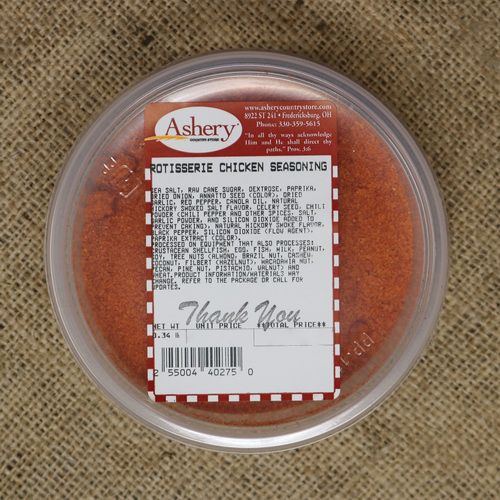 Ashery
COUNTRY STORE
www.asherycountrystore.com
8922 ST 241 • Fredericksburg, OH
PHONE: 330-359-5615
"In all thy ways acknowledge
Him and He shall direct thy
paths." Prov. 3:6
ROTISSERIE CHICKEN SEASONING
SEA SALT, RAW CANE SUGAR, DEXTROSE, PAPRIKA,
DRIED ONION, ANNATTO SEED (COLOR), DRIED
GARLIC, RED PEPPER, CANOLA OIL, NATURAL
HICKORY SMOKED SALT FLAVOR, CELERY SEED, CHILI
POWDER (CHILI PEPPER AND OTHER SPICES, SALT,
GARLIC POWDER, AND SILICON DIOXIDE ADDED TO
PREVENT CAKING), NATURAL HICKORY SMOKE FLAVOR,
BLACK PEPPER, SILICON DIOXIDE (FLOW AGENT),
PAPRIKA EXTRACT (COLOR).
PROCESSED ON EQUIPMENT THAT ALSO PROCESSES:
CRUSTACEAN SHELLFISH, EGG, FISH, MILK, PEANUT,
SOY, TREE NUTS (ALMOND, BRAZIL NUT, CASHEW,
COCONUT, FILBERT (HAZELNUT), MACADAMIA NUT,
PECAN, PINE NUT, PISTACHIO, WALNUT) AND
WHEAT.PRODUCT INFORMATION/MATERIALS MAY
CHANGE. REFER TO THE PACKAGE OR CALL FOR
UPDATES.
Thank You
NET WT UNIT PRICE **TOTAL PRICE**
0.34 lb
2 55004 40275 0